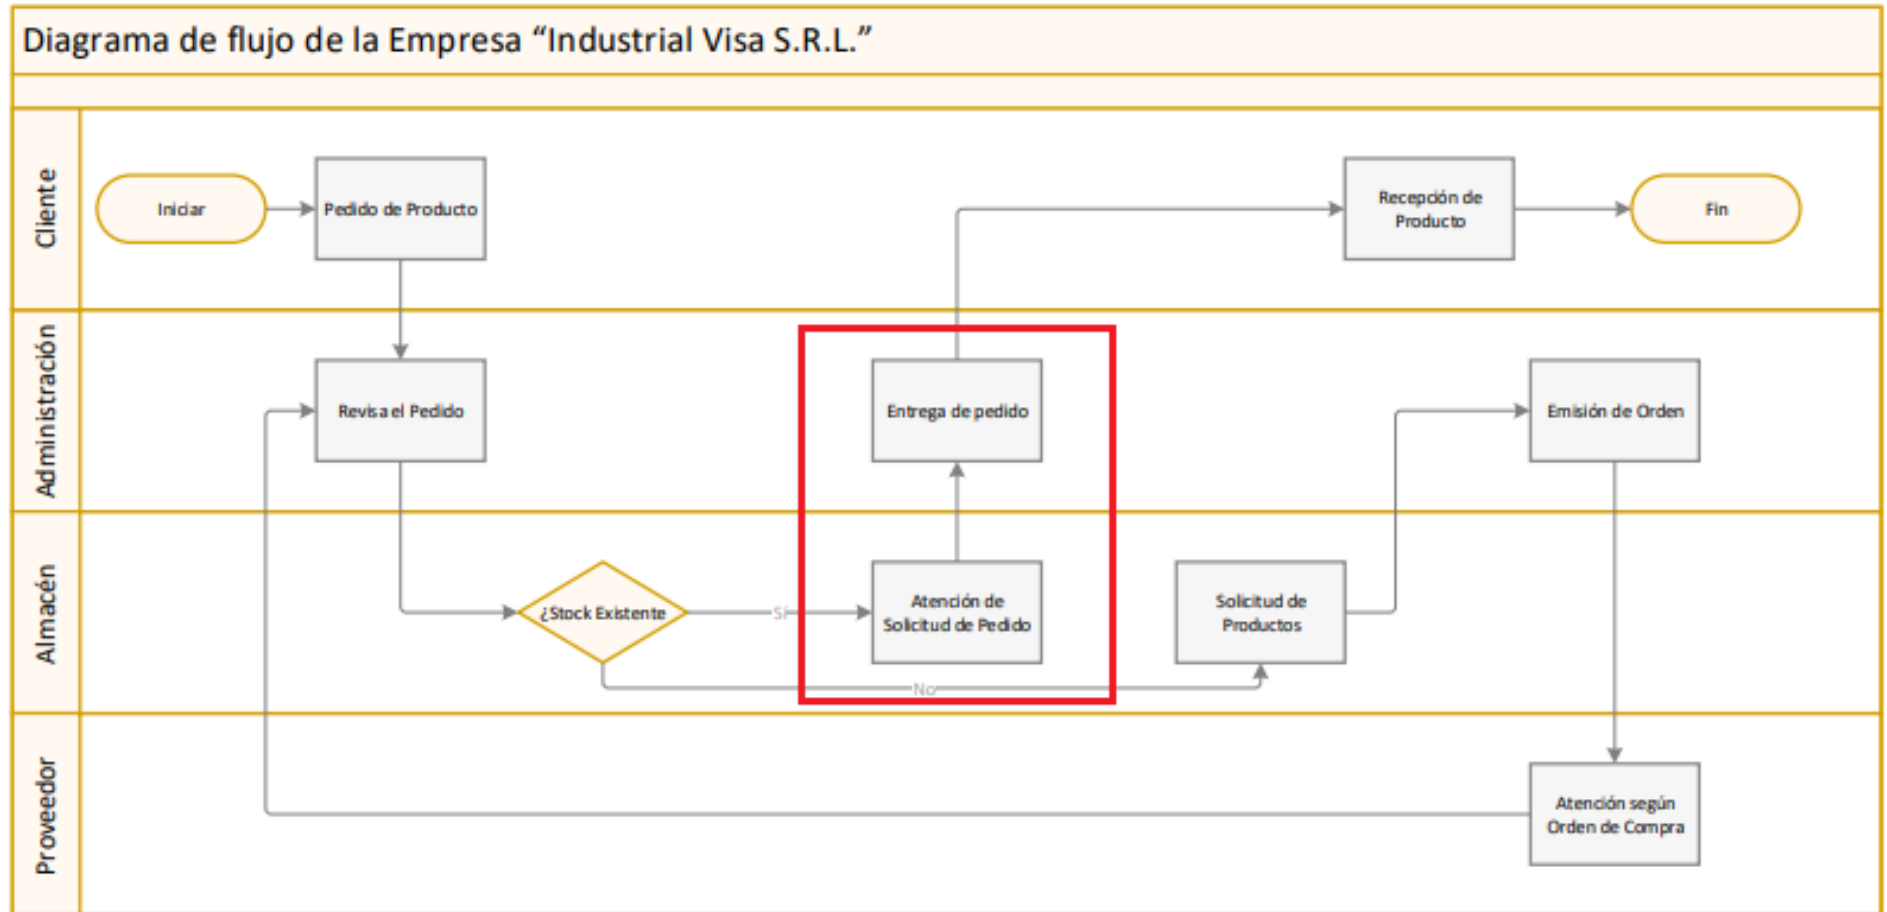 Diagrama de flujo de la Empresa “Industrial Visa S.R.L.”
Cliente
Iniciar
Pedido de Producto
Recepción de
Producto
Fin
Administración
Revisa el Pedido
Entrega de pedido
Emisión de Orden
Almacén
¿Stock Existente
Sí
Atención de
Solicitud de Pedido
Solicitud de
Productos
No
Proveedor
Atención según
Orden de Compra